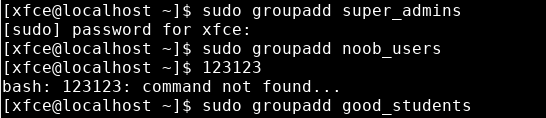 [xfce@localhost ~]$ sudo groupadd super_admins
[sudo] password for xfce:
[xfce@localhost ~]$ sudo groupadd noob_users
[xfce@localhost ~]$ 123123
bash: 123123: command not found...
[xfce@localhost ~]$ sudo groupadd good_students